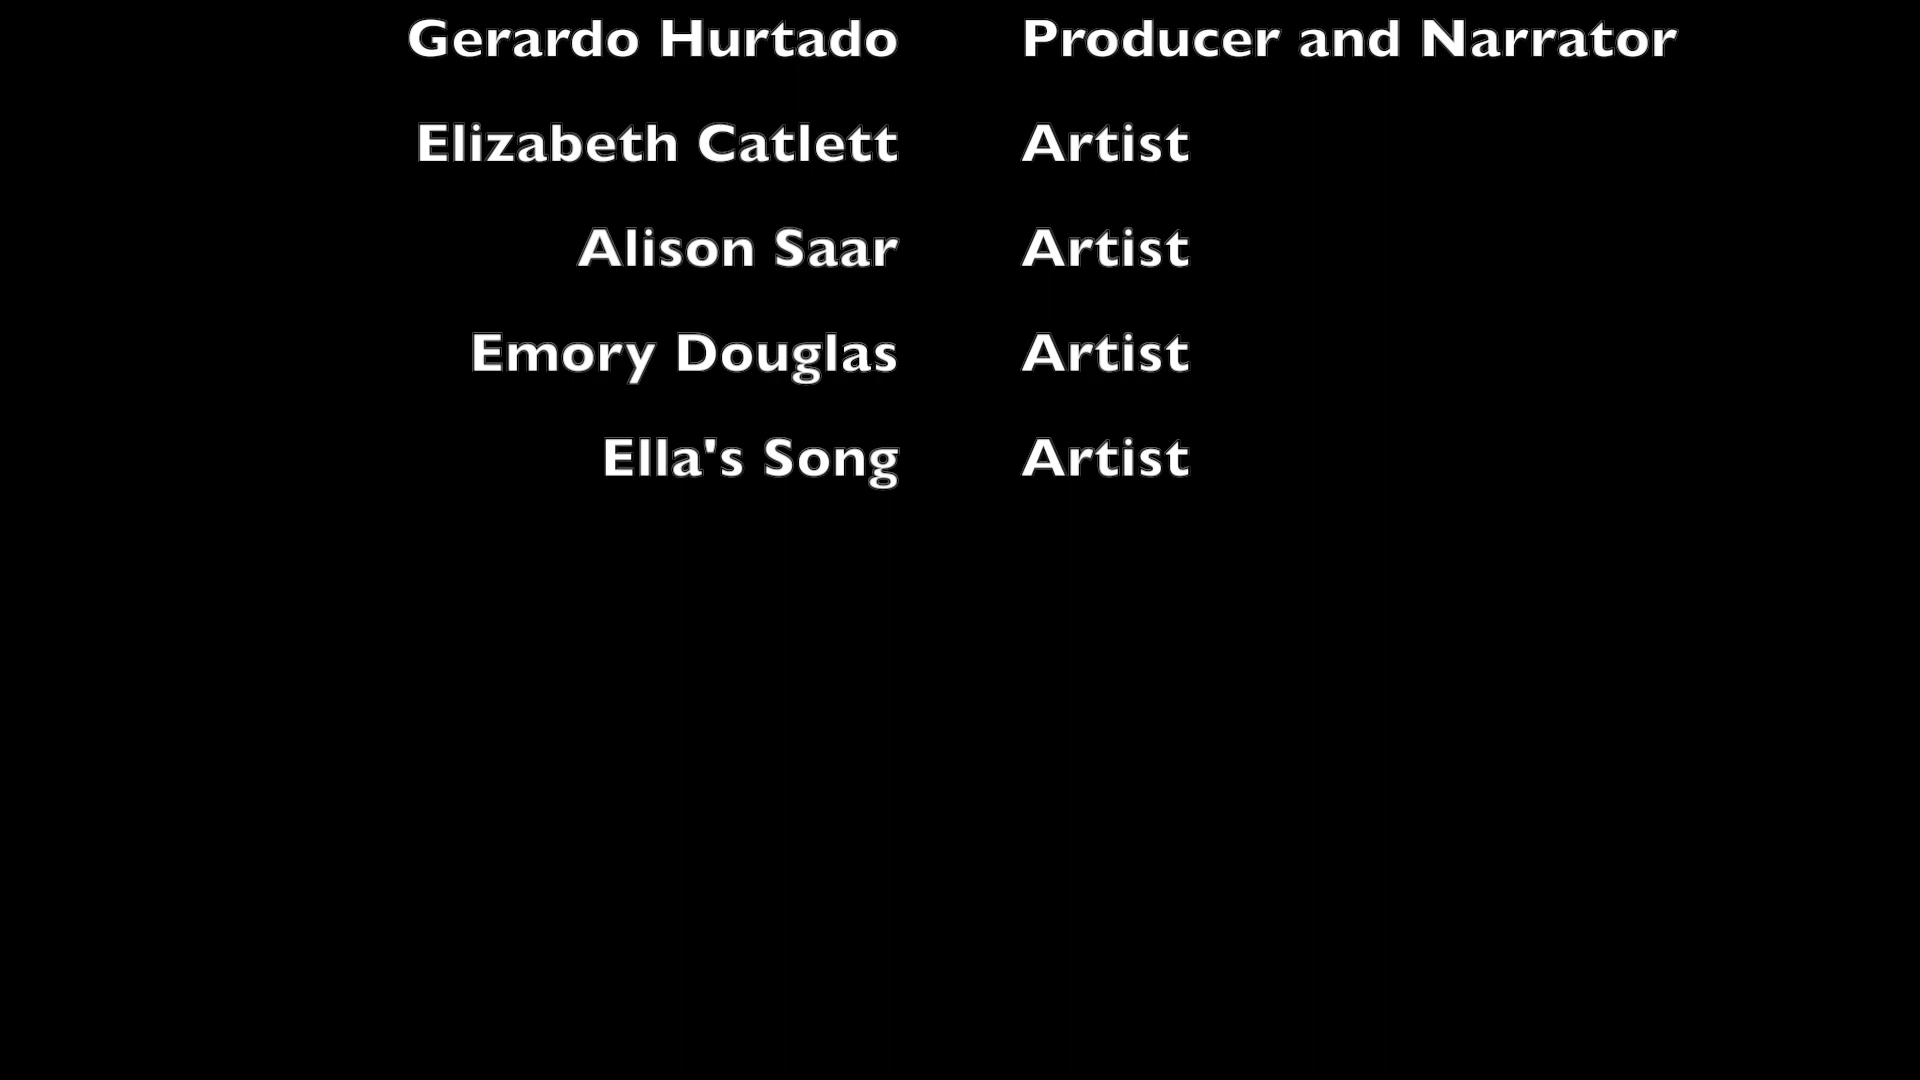 Gerardo Hurtado Producer and Narrator
Elizabeth Catlett Artist
Alison Saar Artist
Emory Douglas Artist
Ella's Song Artist